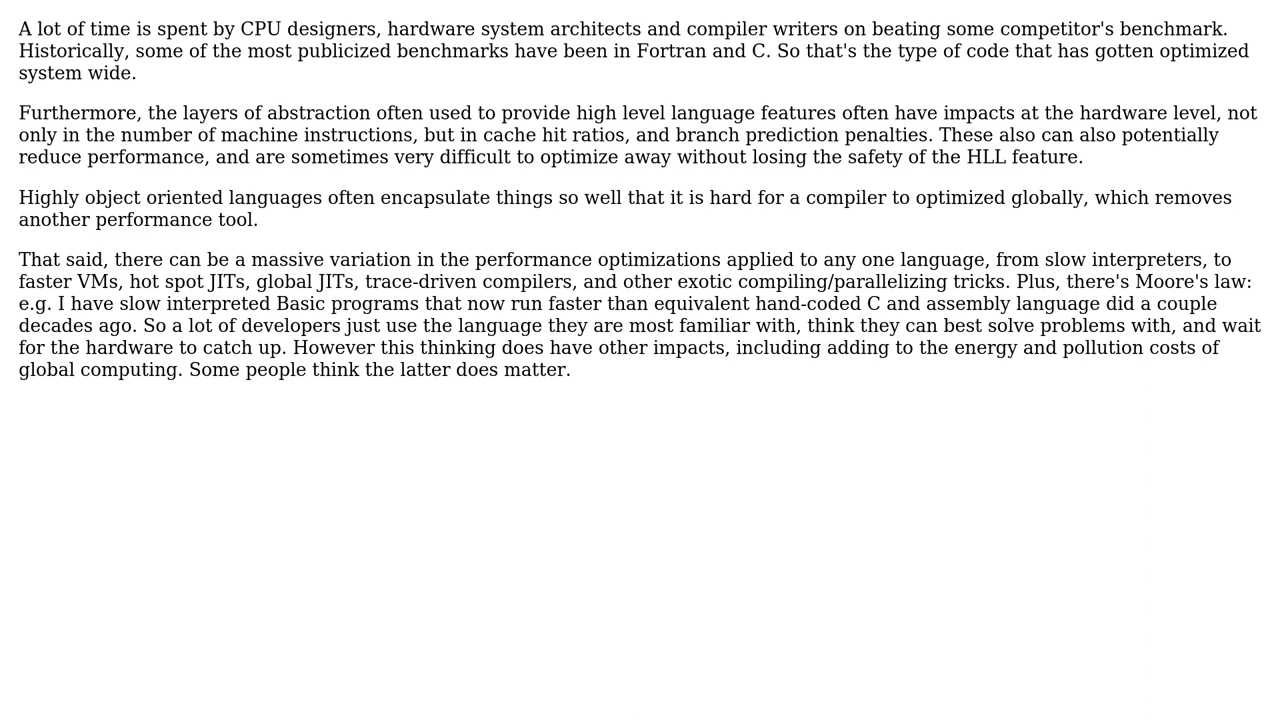 A lot of time is spent by CPU designers, hardware system architects and compiler writers on beating some competitor's benchmark.
Historically, some of the most publicized benchmarks have been in Fortran and C. So that's the type of code that has gotten optimized
system wide.
Furthermore, the layers of abstraction often used to provide high level language features often have impacts at the hardware level, not
only in the number of machine instructions, but in cache hit ratios, and branch prediction penalties. These also can also potentially
reduce performance, and are sometimes very difficult to optimize away without losing the safety of the HLL feature.
Highly object oriented languages often encapsulate things so well that it is hard for a compiler to optimized globally, which removes
another performance tool.
That said, there can be a massive variation in the performance optimizations applied to any one language, from slow interpreters, to
faster VMs, hot spot JITs, global JITs, trace-driven compilers, and other exotic compiling/parallelizing tricks. Plus, there's Moore's law:
e.g. I have slow interpreted Basic programs that now run faster than equivalent hand-coded C and assembly language did a couple
decades ago. So a lot of developers just use the language they are most familiar with, think they can best solve problems with, and wait
for the hardware to catch up. However this thinking does have other impacts, including adding to the energy and pollution costs of
global computing. Some people think the latter does matter.